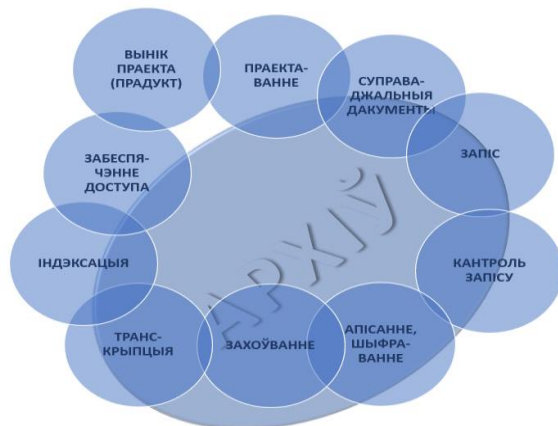 ВЫНІК
ПРАЕКТА
(ПРАДУКТ)
ПРАЕКТА-
ВАННЕ
СУПРАВА-
ДЖАЛЬНЫЯ
ДАКУМЕНТЫ
ЗАПІС
КАНТРОЛЬ
ЗАПІСУ
АПІСАННЕ,
ШЫФРА-
ВАННЕ
ЗАХОЎВАННЕ
ТРАНС-
КРЫПЦЫЯ
ІНДЭКСАЦЫЯ
ЗАБЕСПЯ-
ЧЭННЕ
ДОСТУПА
АРХІЎ